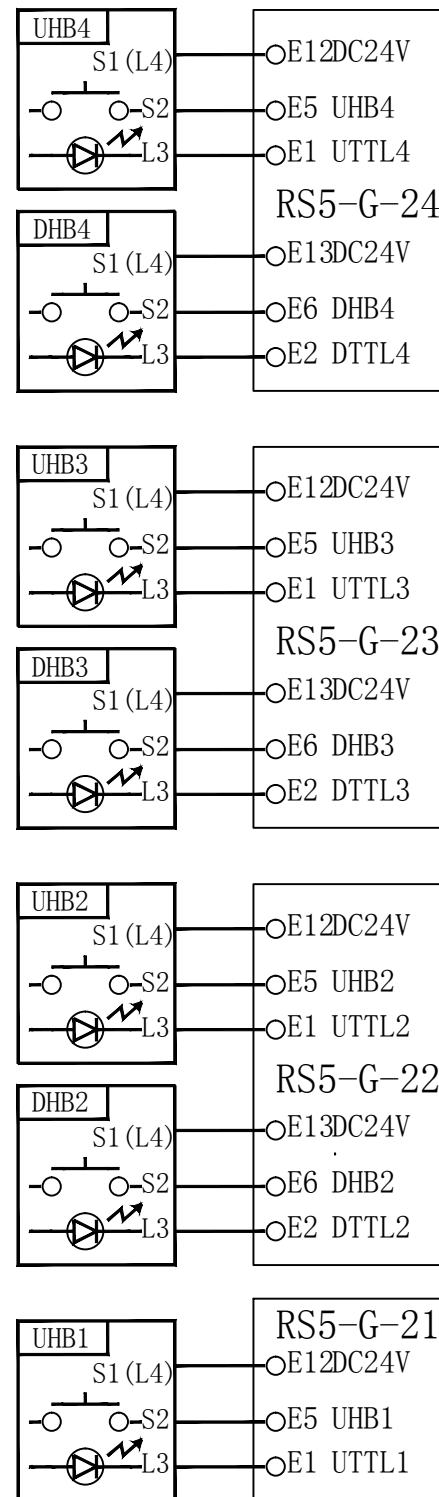 UHB4
S1(L4)
E12DC24V
S2
E5 UHB4
L3
E1 UTTL4
RS5-G-24
DHB4
S1(L4)
E13DC24V
S2
E6 DHB4
L3
E2 DTTL4
UHB3
S1(L4)
E12DC24V
S2
E5 UHB3
L3
E1 UTTL3
RS5-G-23
DHB3
S1(L4)
E13DC24V
S2
E6 DHB3
L3
E2 DTTL3
UHB2
S1(L4)
E12DC24V
S2
E5 UHB2
L3
E1 UTTL2
RS5-G-22
DHB2
S1(L4)
E13DC24V
S2
E6 DHB2
L3
E2 DTTL2
RS5-G-21
UHB1
S1(L4)
E12DC24V
S2
E5 UHB1
L3
E1 UTTL1